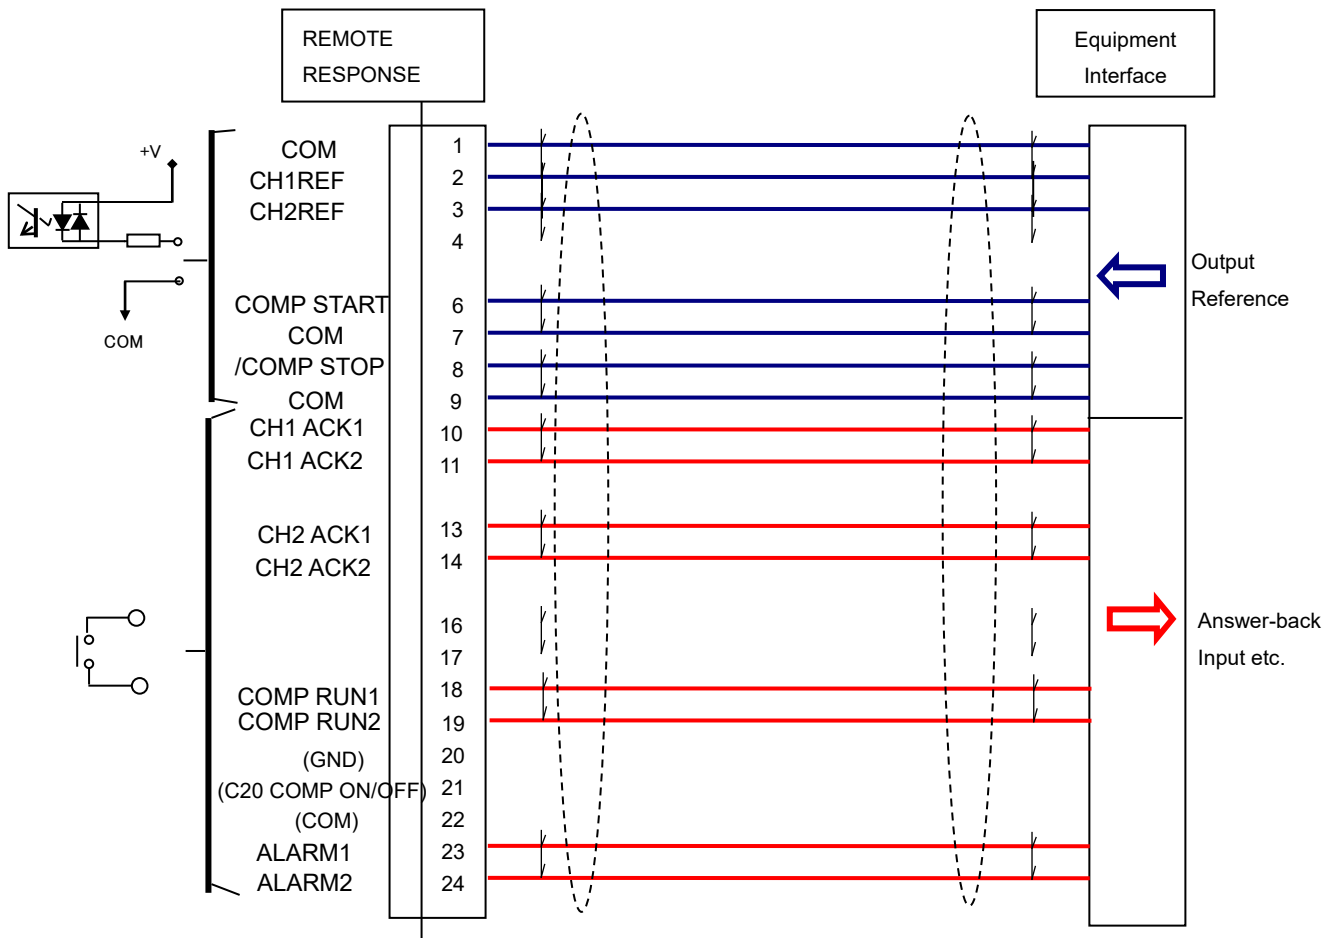 REMOTE
RESPONSE
Equipment
Interface
+V
COM
COM 1
CH1REF 2
CH2REF 3
4
COMP START 6
COM 7
/COMP STOP 8
COM 9
CH1 ACK1 10
CH1 ACK2 11
CH2 ACK1 13
CH2 ACK2 14
16
17
COMP RUN1 18
COMP RUN2 19
(GND) 20
(C20 COMP ON/OFF) 21
(COM) 22
ALARM1 23
ALARM2 24
Output
Reference
Answer-back
Input etc.